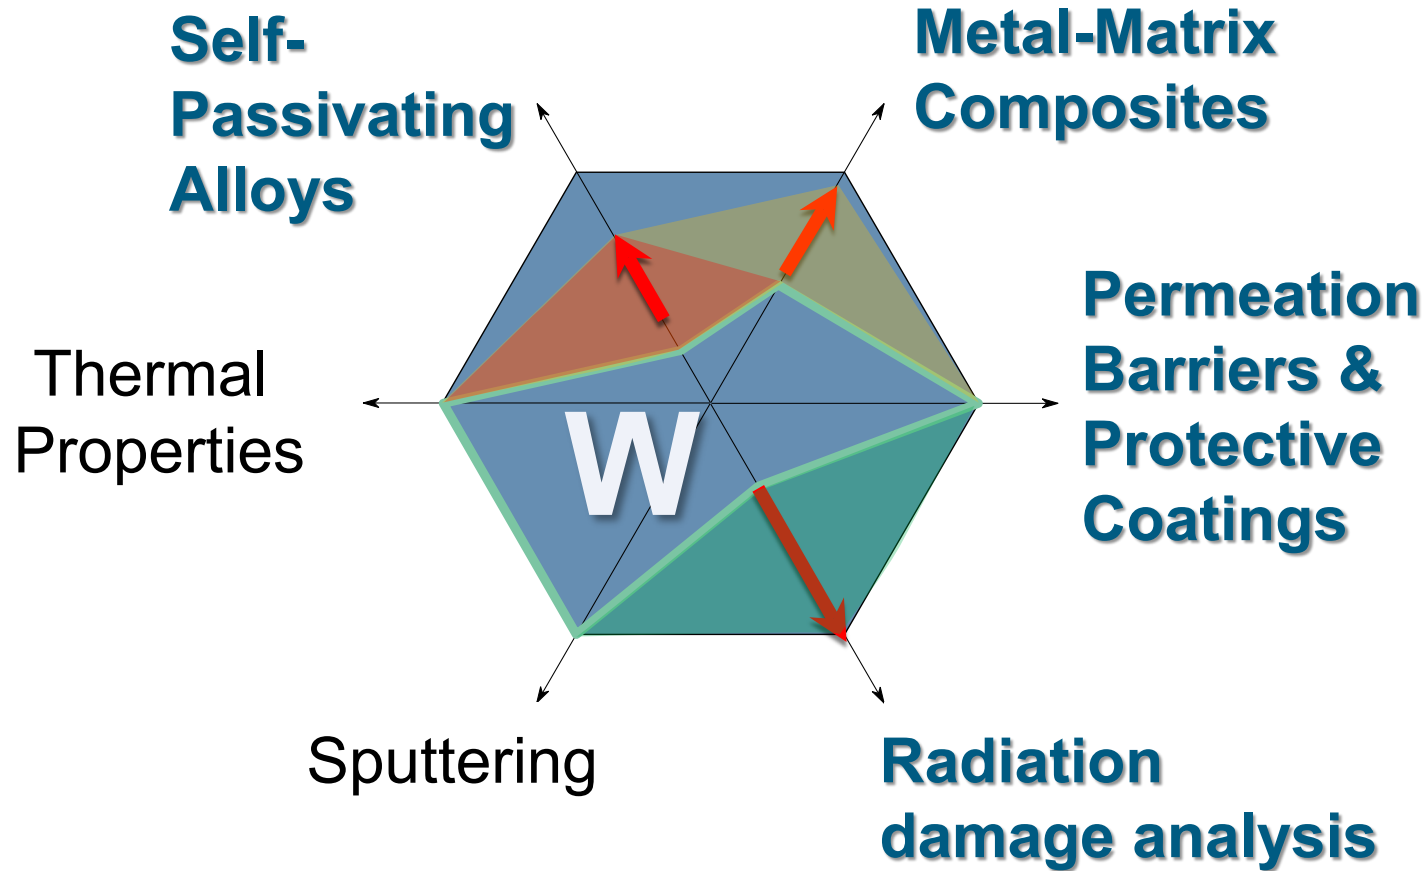 Self-
Passivating
Alloys
Metal-Matrix
Composites
Thermal
Properties
W
Permeation
Barriers &
Protective
Coatings
Sputtering
Radiation
damage analysis